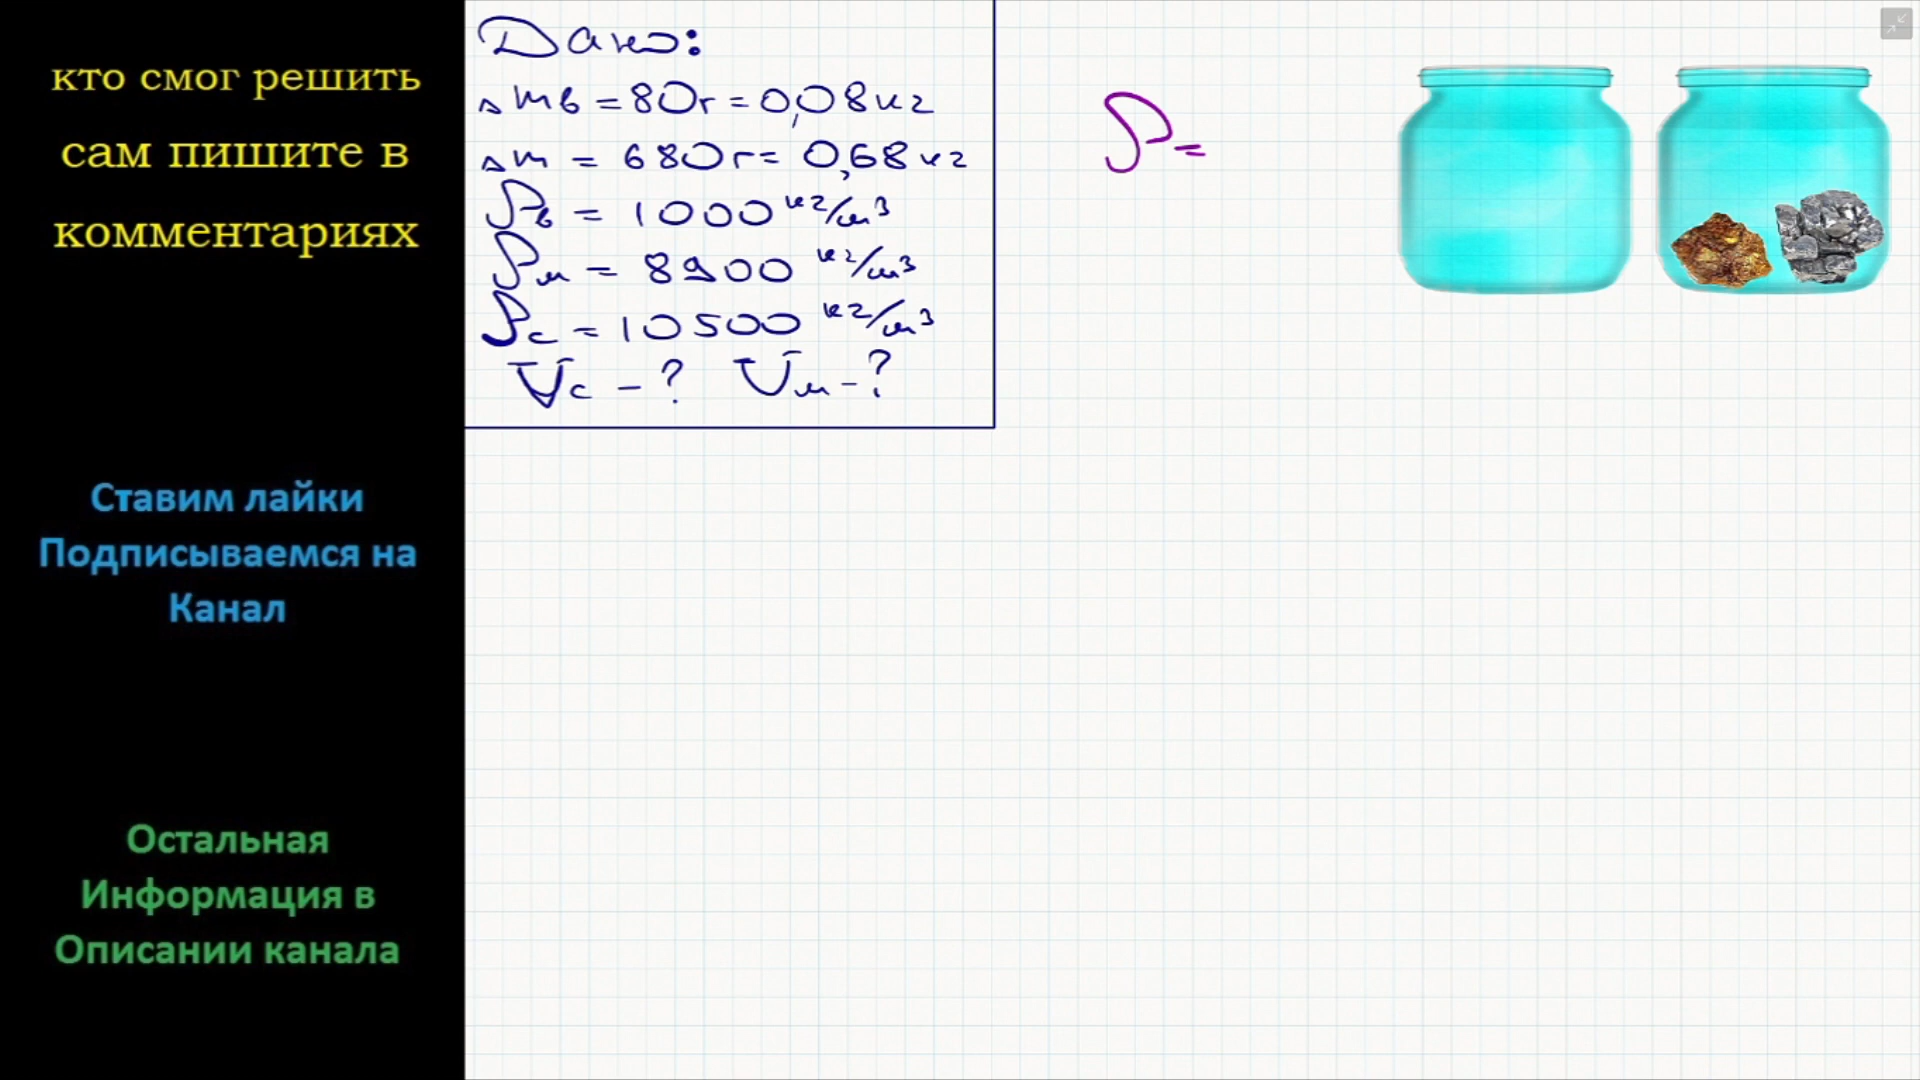 кто смог решить
сам пишите в
комментариях
Ставим лайки
Подписываемся на
Канал
Остальная
Информация в
Описании канала
Дано:
Δmв = 80г = 0,08кг
Δm = 680г = 0,68кг
ρв = 1000 кг/м³
ρм = 8900 кг/м³
ρс = 10500 кг/м³
Vс - ? Vм - ?
ρ =